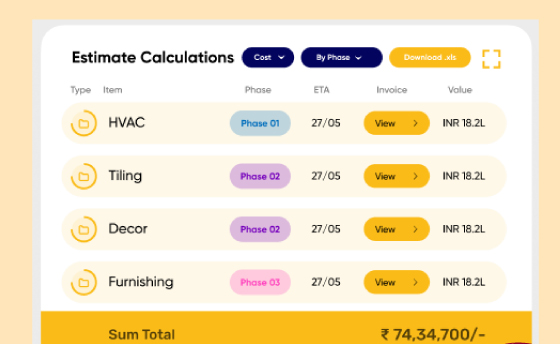 Estimate Calculations Cost By Phase Download .xls
Type Item Phase ETA Invoice Value
HVAC Phase 01 27/05 View INR 18.2L
Tiling Phase 02 27/05 View INR 18.2L
Decor Phase 02 27/05 View INR 18.2L
Furnishing Phase 03 27/05 View INR 18.2L
Sum Total ₹ 74,34,700/-